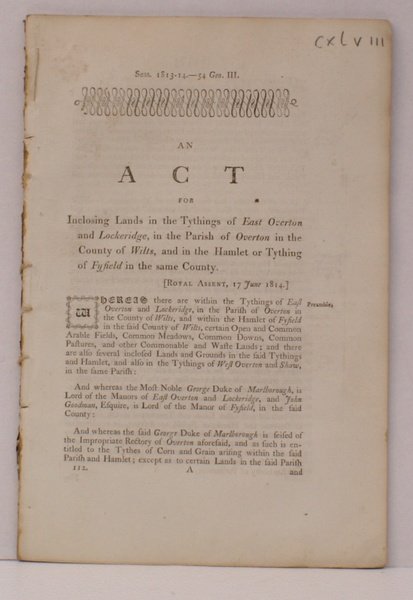 CXLVIII
Sess. 1813-14.—54 Geo. III.
AN
ACT
FOR
Inclosing Lands in the Tythings of East Overton
and Lockeridge, in the Parish of Overton in the
County of Wilts, and in the Hamlet or Tything
of Fyfield in the same County.
[ROYAL ASSENT, 17 June 1814.]
WHEREAS there are within the Tythings of East
Preamble.
Overton and Lockeridge, in the Parish of Overton in
the County of Wilts, and within the Hamlet of Fyfield
in the said County of Wilts, certain Open and Common
Arable Fields, Common Meadows, Common Downs, Common
Pastures, and other Commonable and Waste Lands; and there
are also several inclosed Lands and Grounds in the said Tythings
and Hamlet, and also in the Tythings of West Overton and Shaw,
in the same Parish:
And whereas the Most Noble George Duke of Marlborough, is
Lord of the Manors of East Overton and Lockeridge, and John
Goodman, Esquire, is Lord of the Manor of Fyfield, in the said
County:
And whereas the said George Duke of Marlborough is seised of
the Impropriate Rectory of Overton aforesaid, and as such is en-
titled to the Tythes of Corn and Grain arising within the said
Parish and Hamlet; except as to certain Lands in the said Parish
112. A and